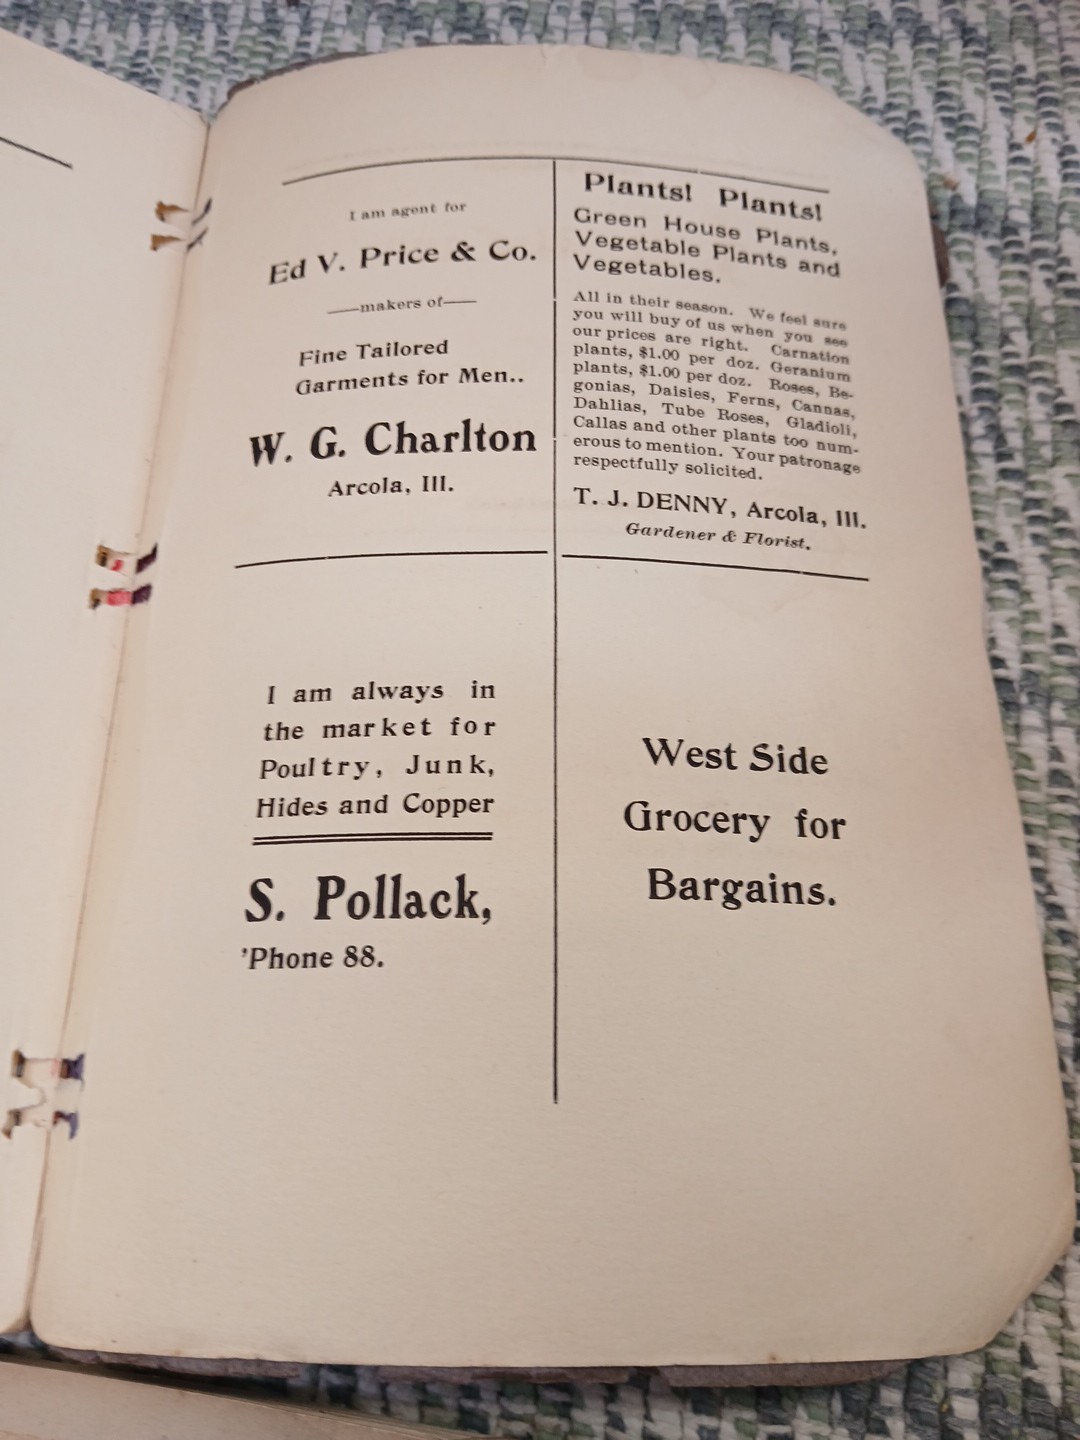 I am agent for
Ed V. Price & Co.
—makers of—
Fine Tailored
Garments for Men..
W. G. Charlton
Arcola, Ill.
Plants! Plants!
Green House Plants,
Vegetable Plants and
Vegetables.
All in their season. We feel sure
you will buy of us when you see
our prices are right. Carnation
plants, $1.00 per doz. Geranium
plants, $1.00 per doz. Roses, Be-
gonias, Daisies, Ferns, Cannas,
Dahlias, Tube Roses, Gladioli,
Callas and other plants too num-
erous to mention. Your patronage
respectfully solicited.
T. J. DENNY, Arcola, Ill.
Gardener & Florist.
I am always in
the market for
Poultry, Junk,
Hides and Copper
S. Pollack,
'Phone 88.
West Side
Grocery for
Bargains.